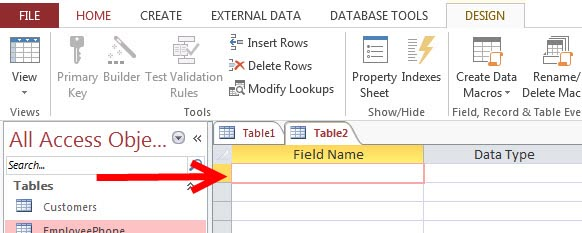 FILE HOME CREATE EXTERNAL DATA DATABASE TOOLS DESIGN
View
Primary Key
Builder
Test Validation Rules
Insert Rows
Delete Rows
Modify Lookups
Property Sheet
Indexes
Create Data Macros
Rename/
Delete Mac
Views Tools Show/Hide Field, Record & Table Eve
All Access Obje...
Search...
Tables
Customers
EmployeePhone
Table1 Table2
Field Name Data Type